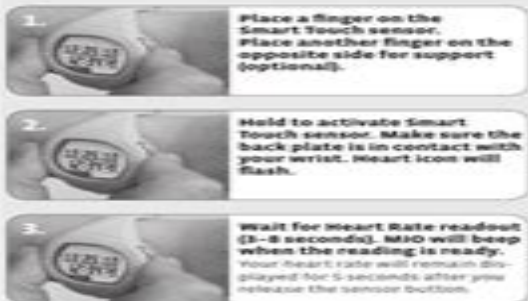 1.
Place a finger on the
Smart Touch sensor.
Place another finger on the
opposite side for support
(optional).
2.
Hold to activate Smart
Touch sensor. Make sure the
back plate is in contact with
your wrist. Heart icon will
flash.
3.
Wait for Heart Rate readout
(3-8 seconds). MIO will beep
when the reading is ready.
Your heart rate will remain dis-
played for 5 seconds after you
release the sensor button.